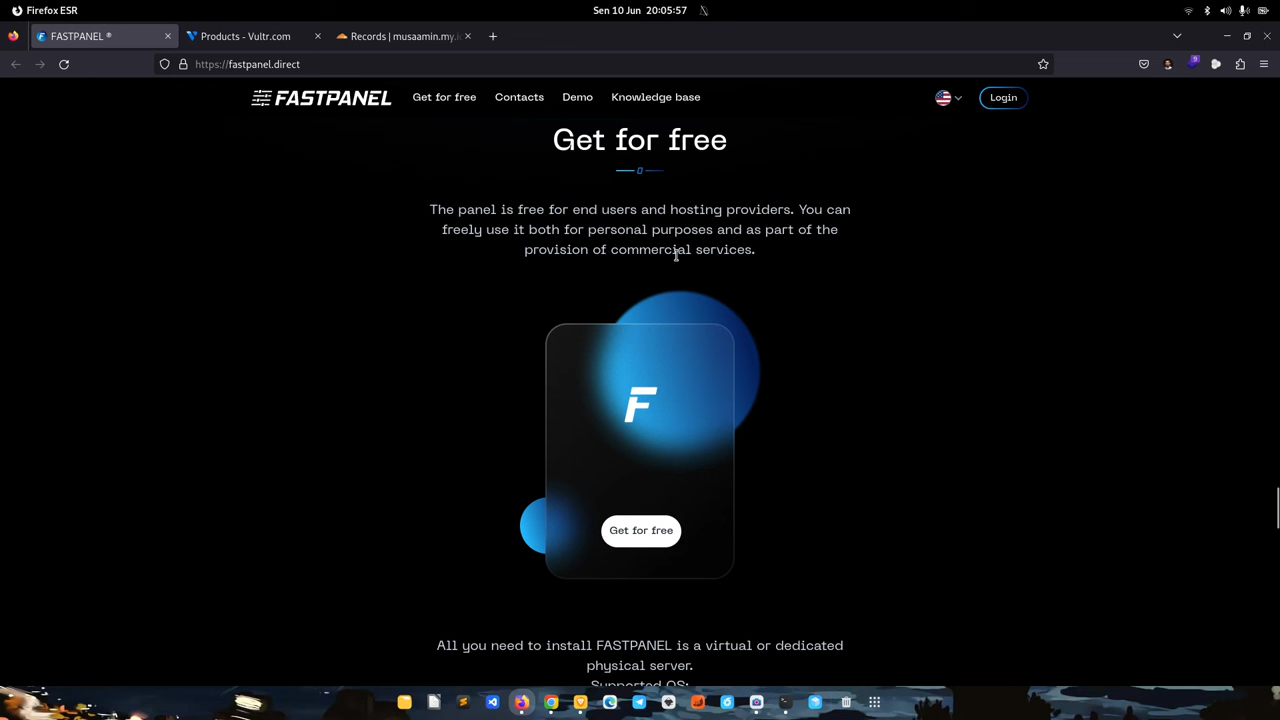 Firefox ESR
Sen 10 Jun 20:05:57
FASTPANEL ®
Products - Vultr.com
Records | musaamin.my.i
https://fastpanel.direct
9
FASTPANEL
Get for free
Contacts
Demo
Knowledge base
Login
Get for free
The panel is free for end users and hosting providers. You can
freely use it both for personal purposes and as part of the
provision of commercial services.
F
Get for free
All you need to install FASTPANEL is a virtual or dedicated
physical server.
Supported OS: